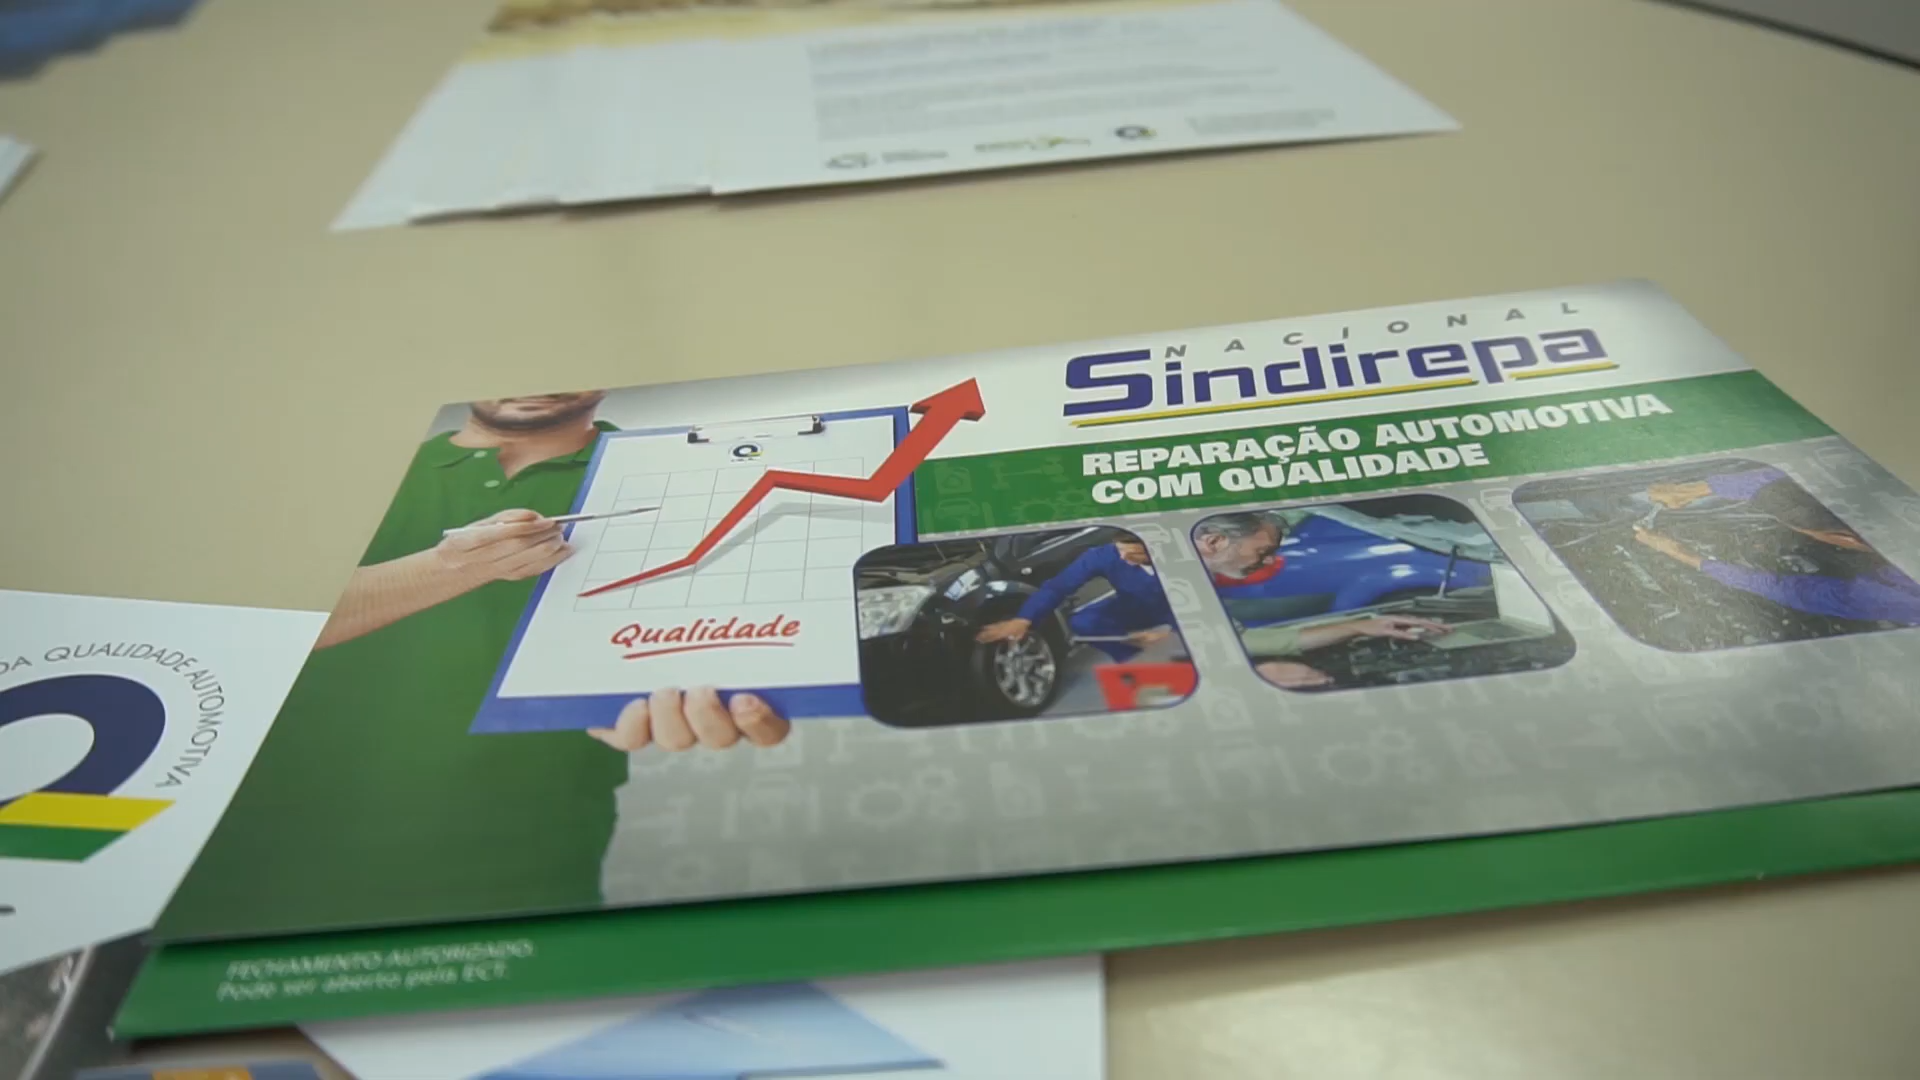 NACIONAL
Sindirepa
REPARAÇÃO AUTOMOTIVA
COM QUALIDADE
Qualidade
DA QUALIDADE AUTOMOTIVA
FECHAMENTO AUTORIZADO.
Pode ser aberto pela ECT.